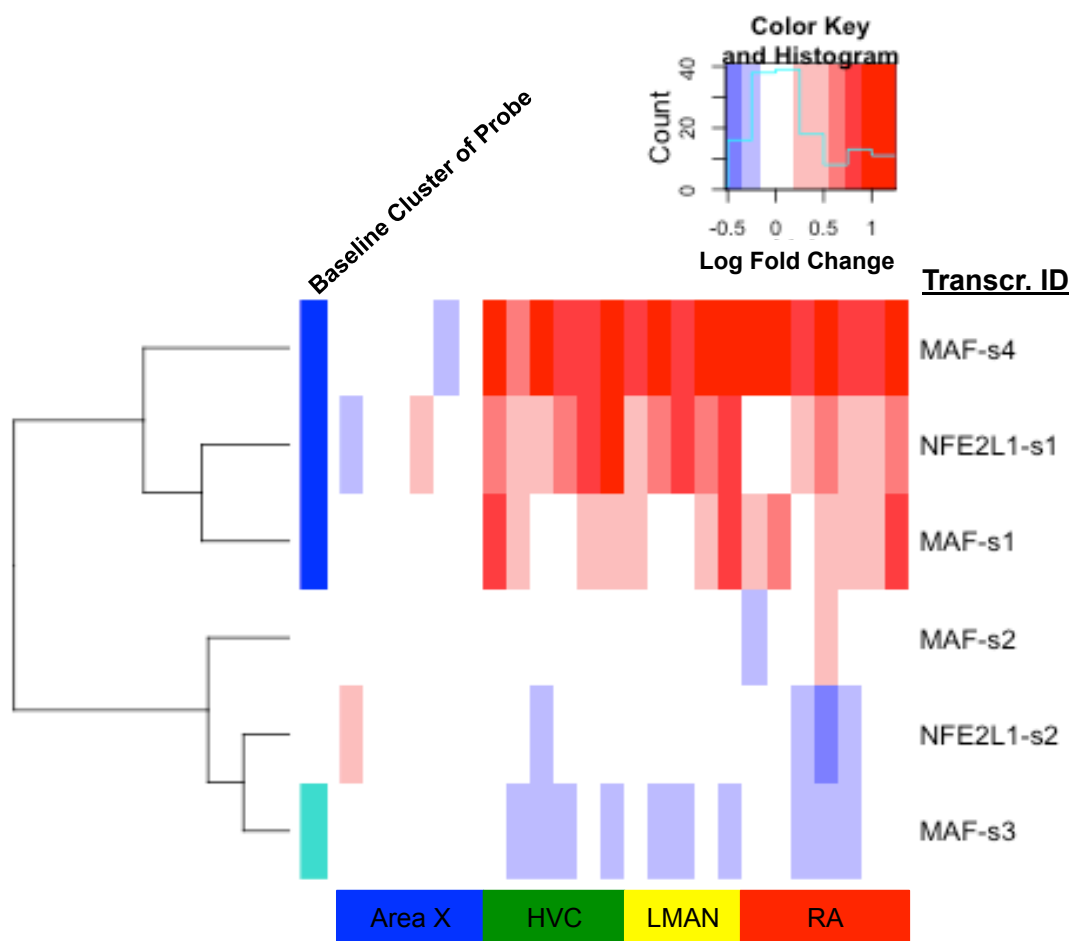 Color Key
and Histogram
Count
0
20
40
-0.5 0 0.5 1
Log Fold Change
Baseline Cluster of Probe
Transcr. ID
MAF-s4
NFE2L1-s1
MAF-s1
MAF-s2
NFE2L1-s2
MAF-s3
Area X HVC LMAN RA